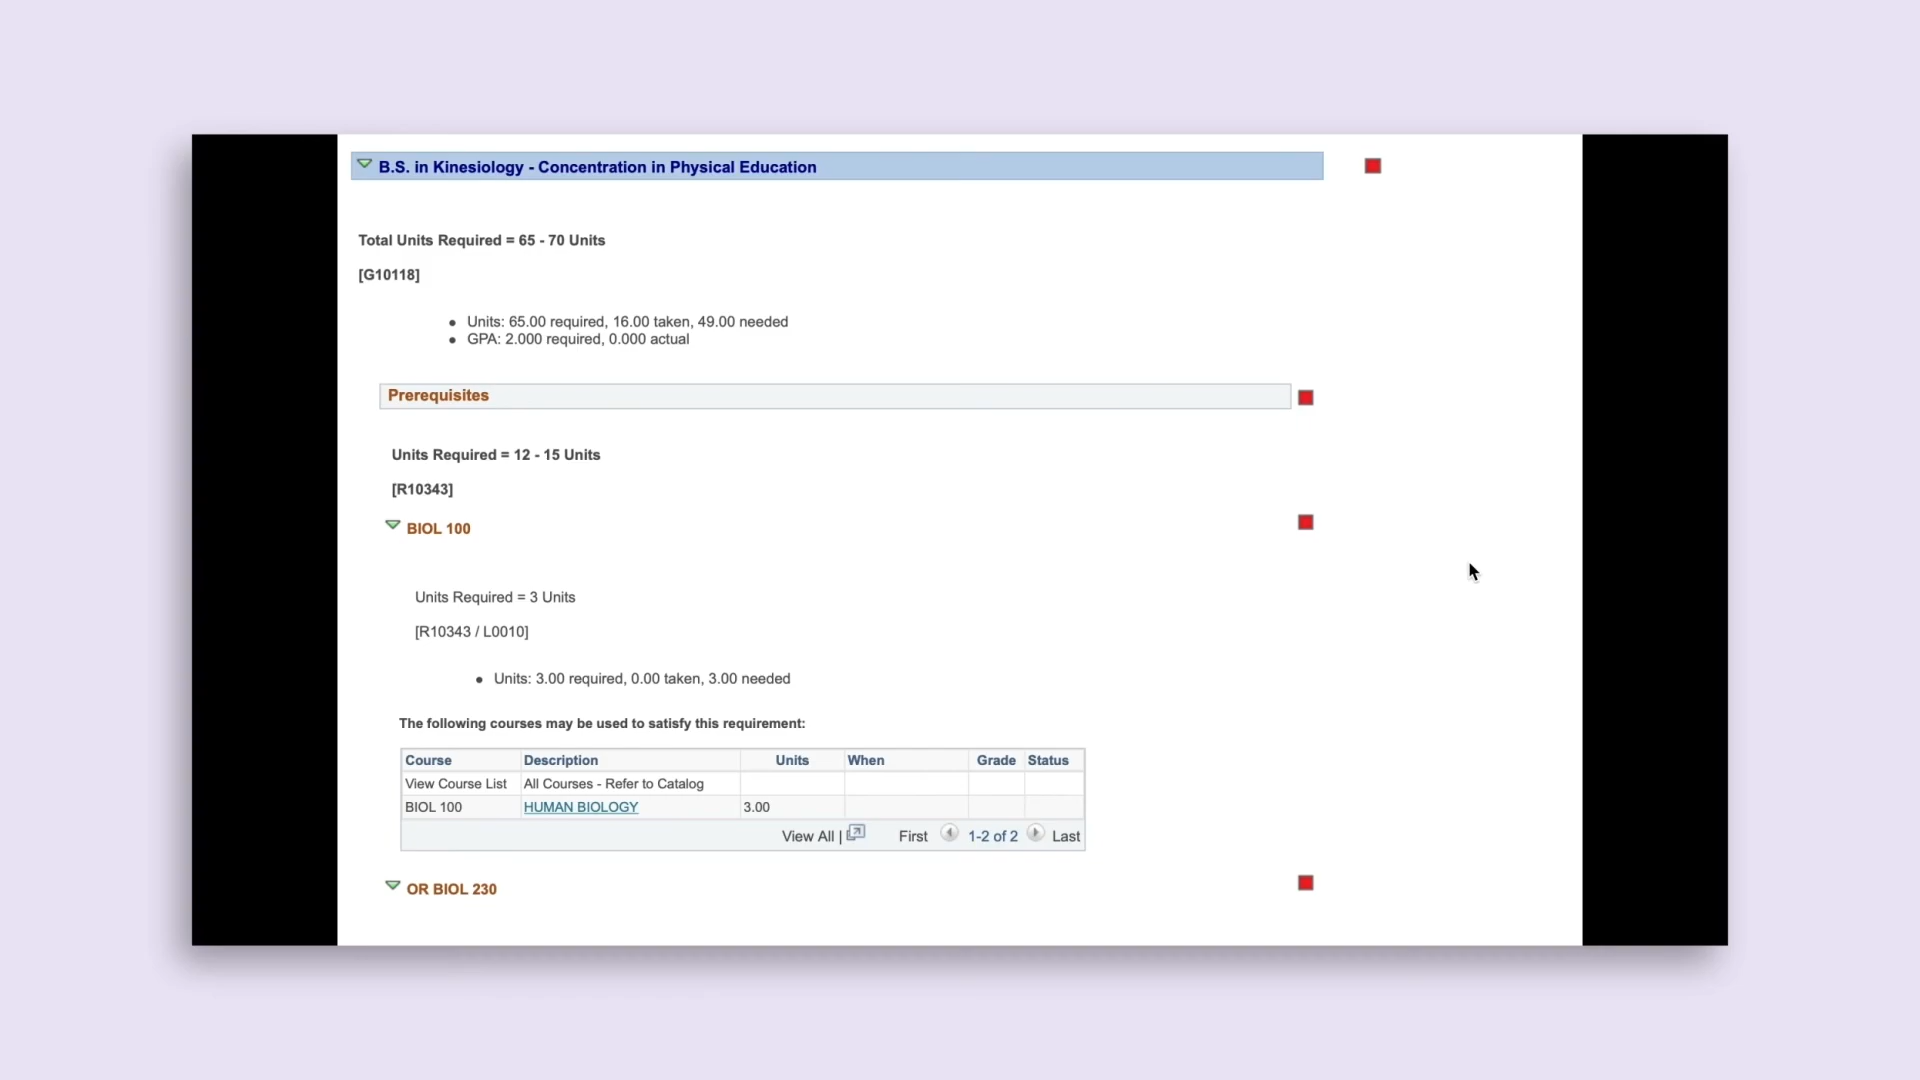 B.S. in Kinesiology - Concentration in Physical Education
Total Units Required = 65 - 70 Units
[G10118]
• Units: 65.00 required, 16.00 taken, 49.00 needed
• GPA: 2.000 required, 0.000 actual
Prerequisites
Units Required = 12 - 15 Units
[R10343]
BIOL 100
Units Required = 3 Units
[R10343 / L0010]
• Units: 3.00 required, 0.00 taken, 3.00 needed
The following courses may be used to satisfy this requirement:
Course Description Units When Grade Status
View Course List All Courses - Refer to Catalog
BIOL 100 HUMAN BIOLOGY 3.00
View All | First 1-2 of 2 Last
OR BIOL 230